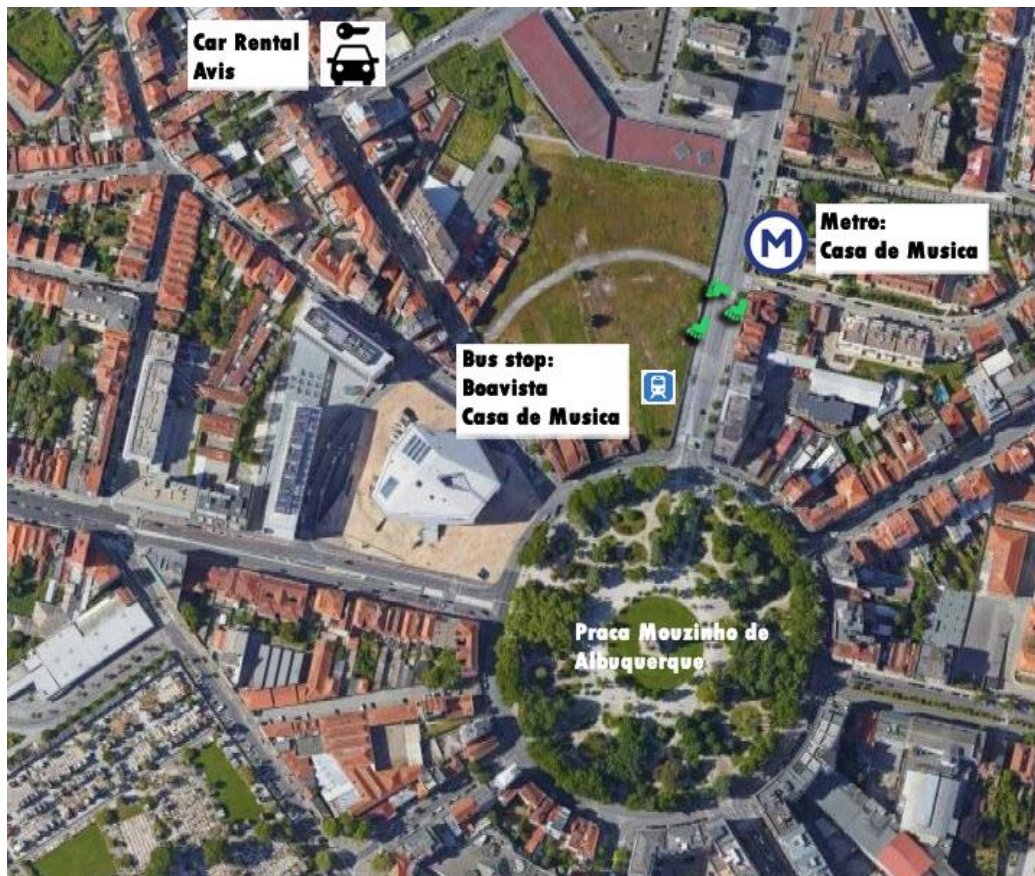 Car Rental
Avis
Metro:
Casa de Musica
M
Bus stop:
Boavista
Casa de Musica
Praca Mouzinho de
Albuquerque